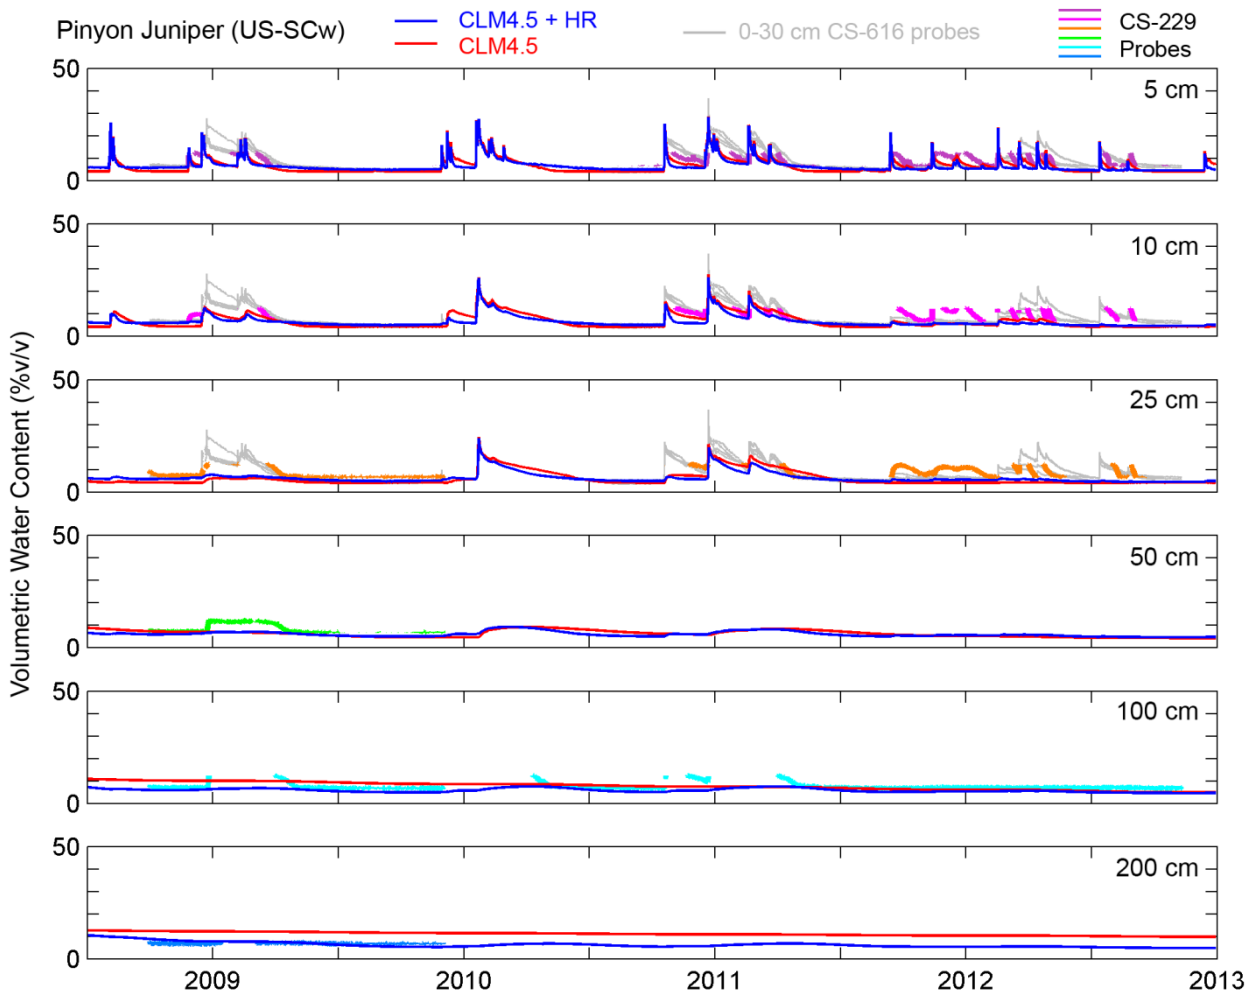 Pinyon Juniper (US-SCw)
CLM4.5 + HR
CLM4.5
0-30 cm CS-616 probes
CS-229
Probes
Volumetric Water Content (%v/v)
50
5 cm
0
50
10 cm
0
50
25 cm
0
50
50 cm
0
50
100 cm
0
50
200 cm
0
2009 2010 2011 2012 2013